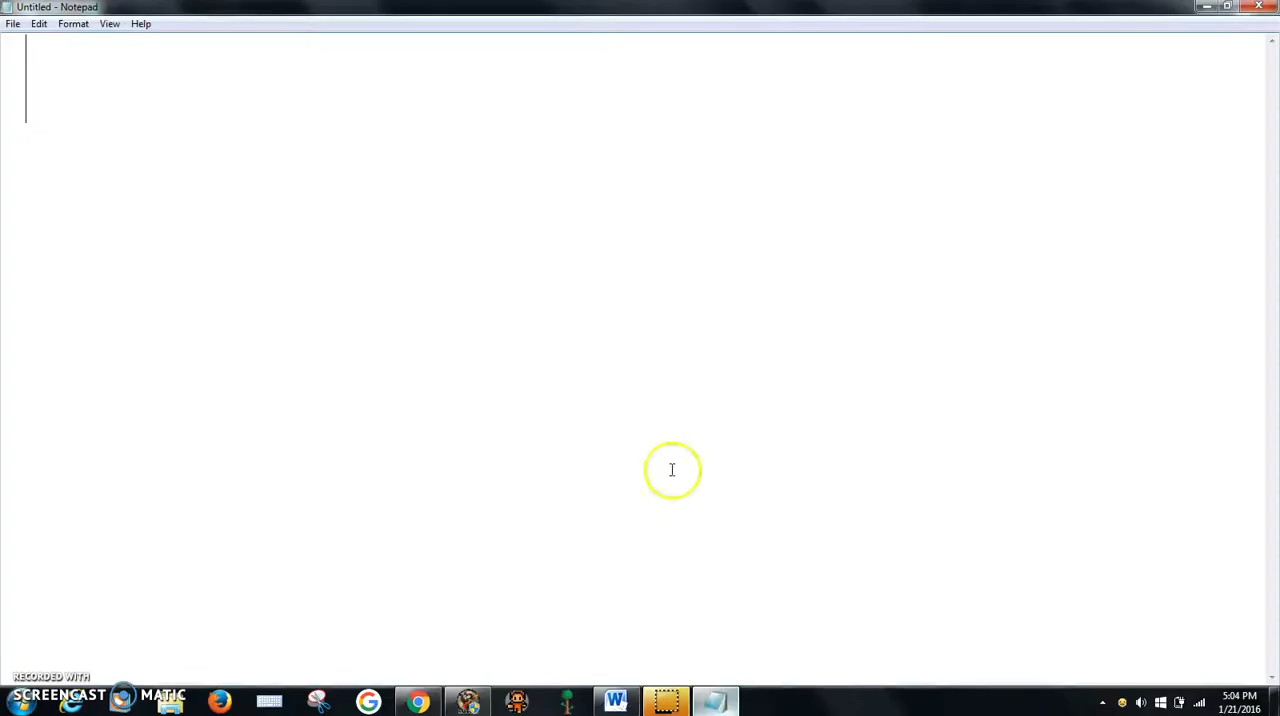 Untitled - Notepad
File Edit Format View Help
RECORDED WITH
SCREENCAST MATIC
5:04 PM
1/21/2016